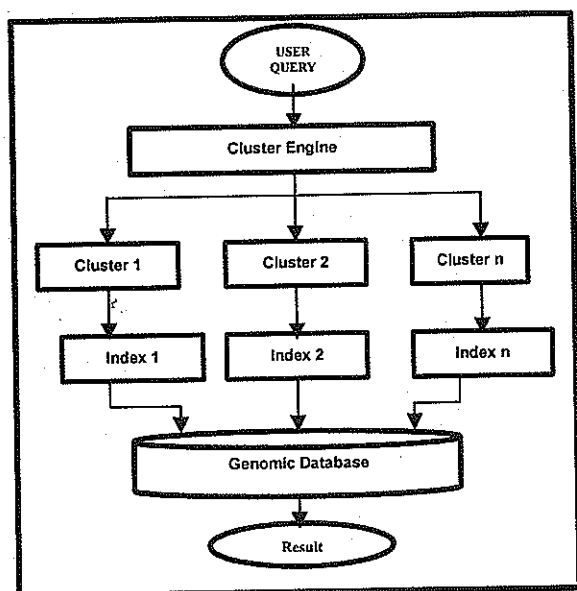 USER
QUERY
Cluster Engine
Cluster 1
Cluster 2
Cluster n
Index 1
Index 2
Index n
Genomic Database
Result